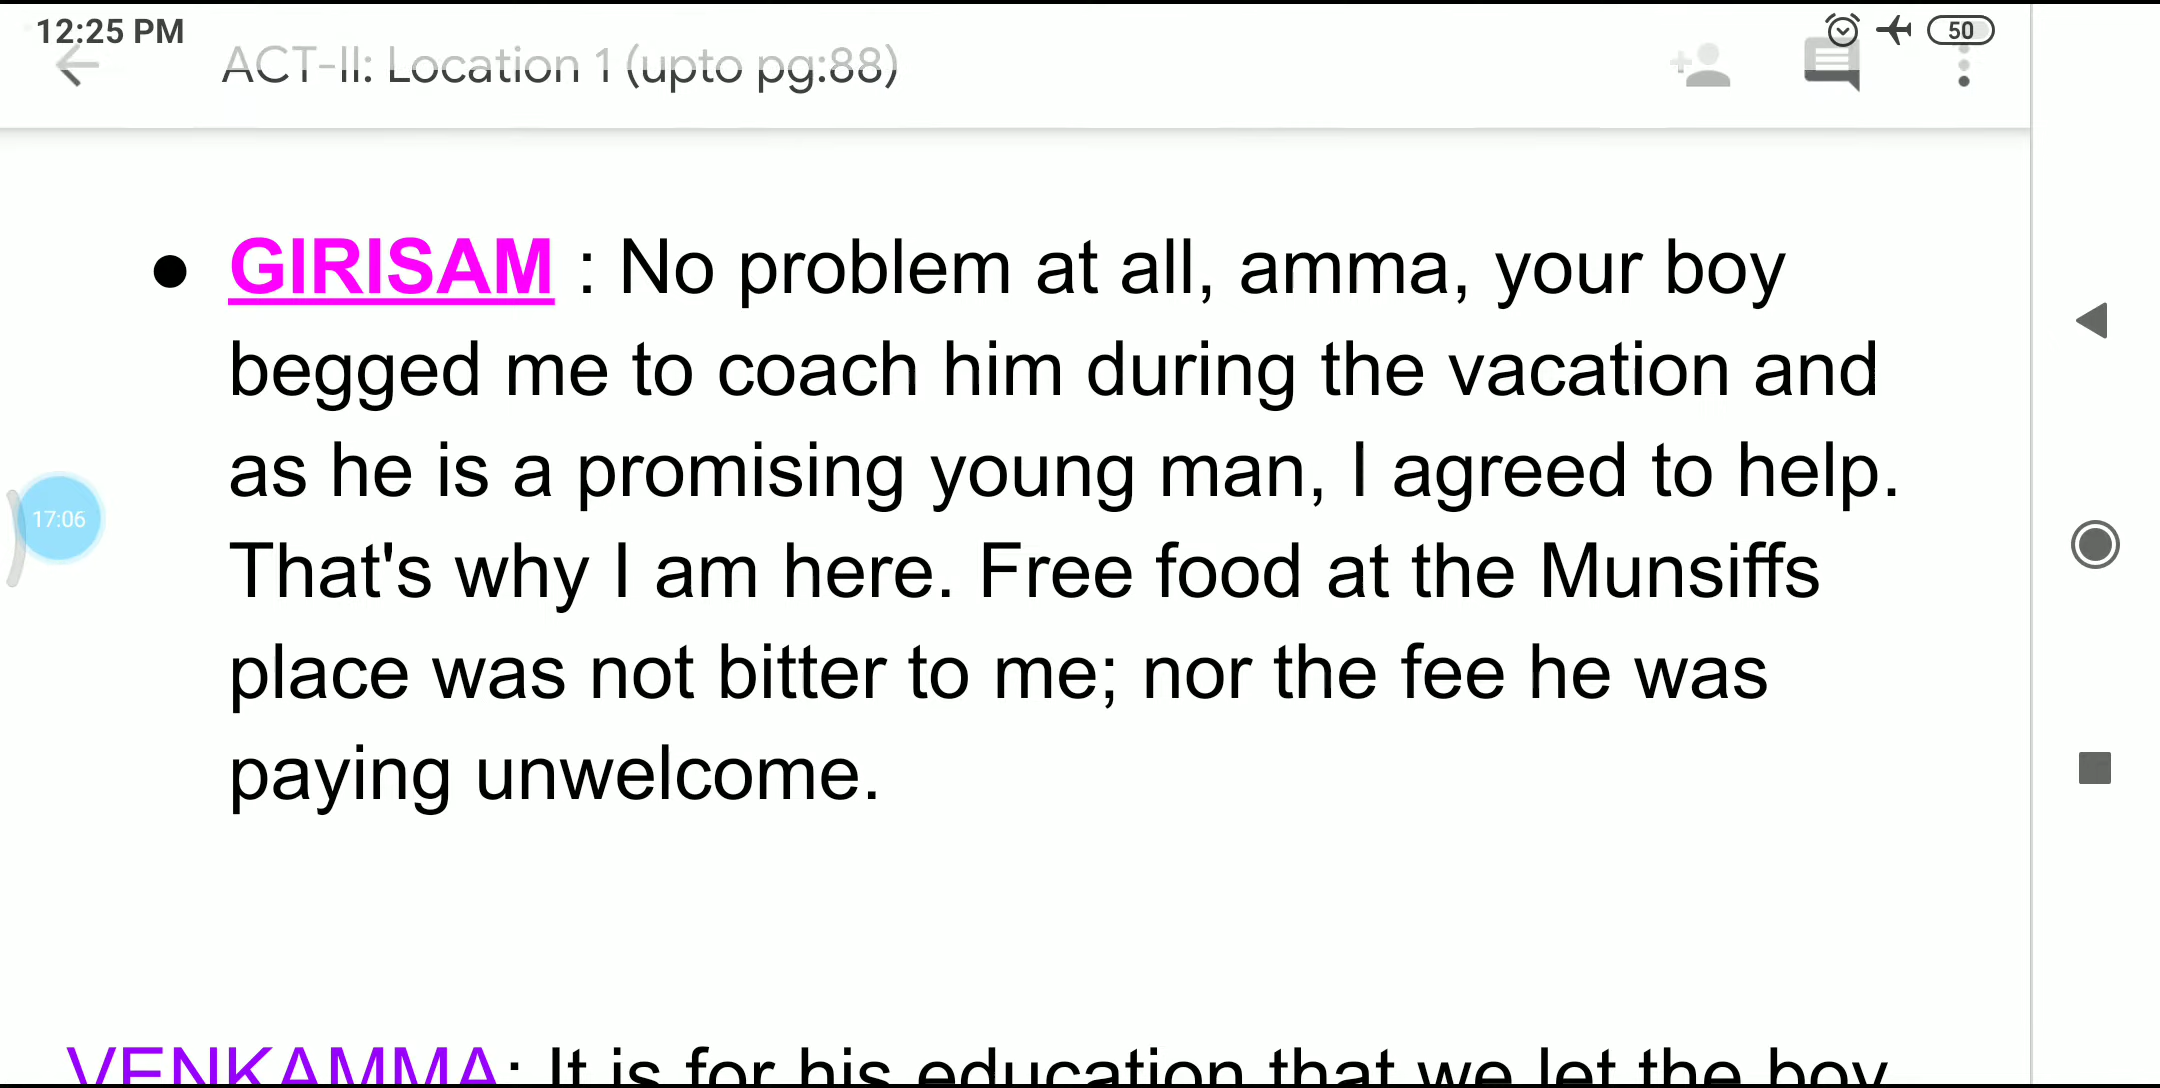 12:25 PM
50
ACT-II: Location 1 (upto pg:88)
● GIRISAM : No problem at all, amma, your boy
begged me to coach him during the vacation and
as he is a promising young man, I agreed to help.
That's why I am here. Free food at the Munsiffs
place was not bitter to me; nor the fee he was
paying unwelcome.
17:06
VENKAMMA: It is for his education that we let the boy